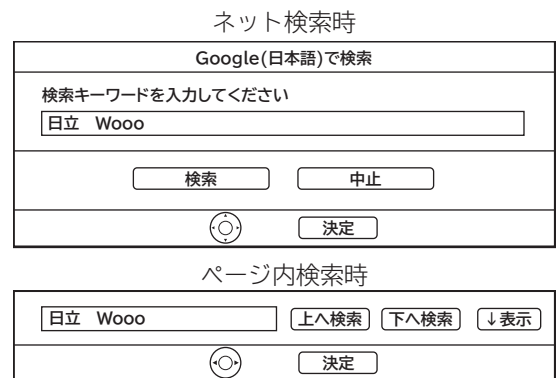 ネット検索時
Google(日本語)で検索
検索キーワードを入力してください
日立　Wooo
検索　中止
決定
ページ内検索時
日立　Wooo　上へ検索　下へ検索　↓表示
決定